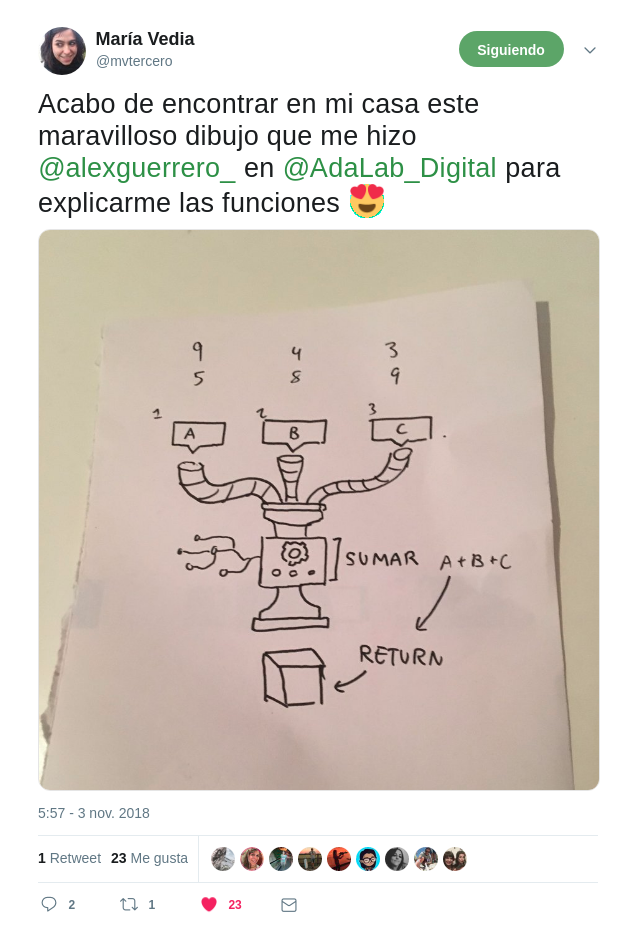 María Vedia
@mvtercero
Siguiendo
Acabo de encontrar en mi casa este
maravilloso dibujo que me hizo
@alexguerrero_ en @AdaLab_Digital para
explicarme las funciones 😍
9 4 3
5 8 9
1 2 3
A B C
SUMAR A+B+C
RETURN
5:57 - 3 nov. 2018
1 Retweet 23 Me gusta
2 1 23